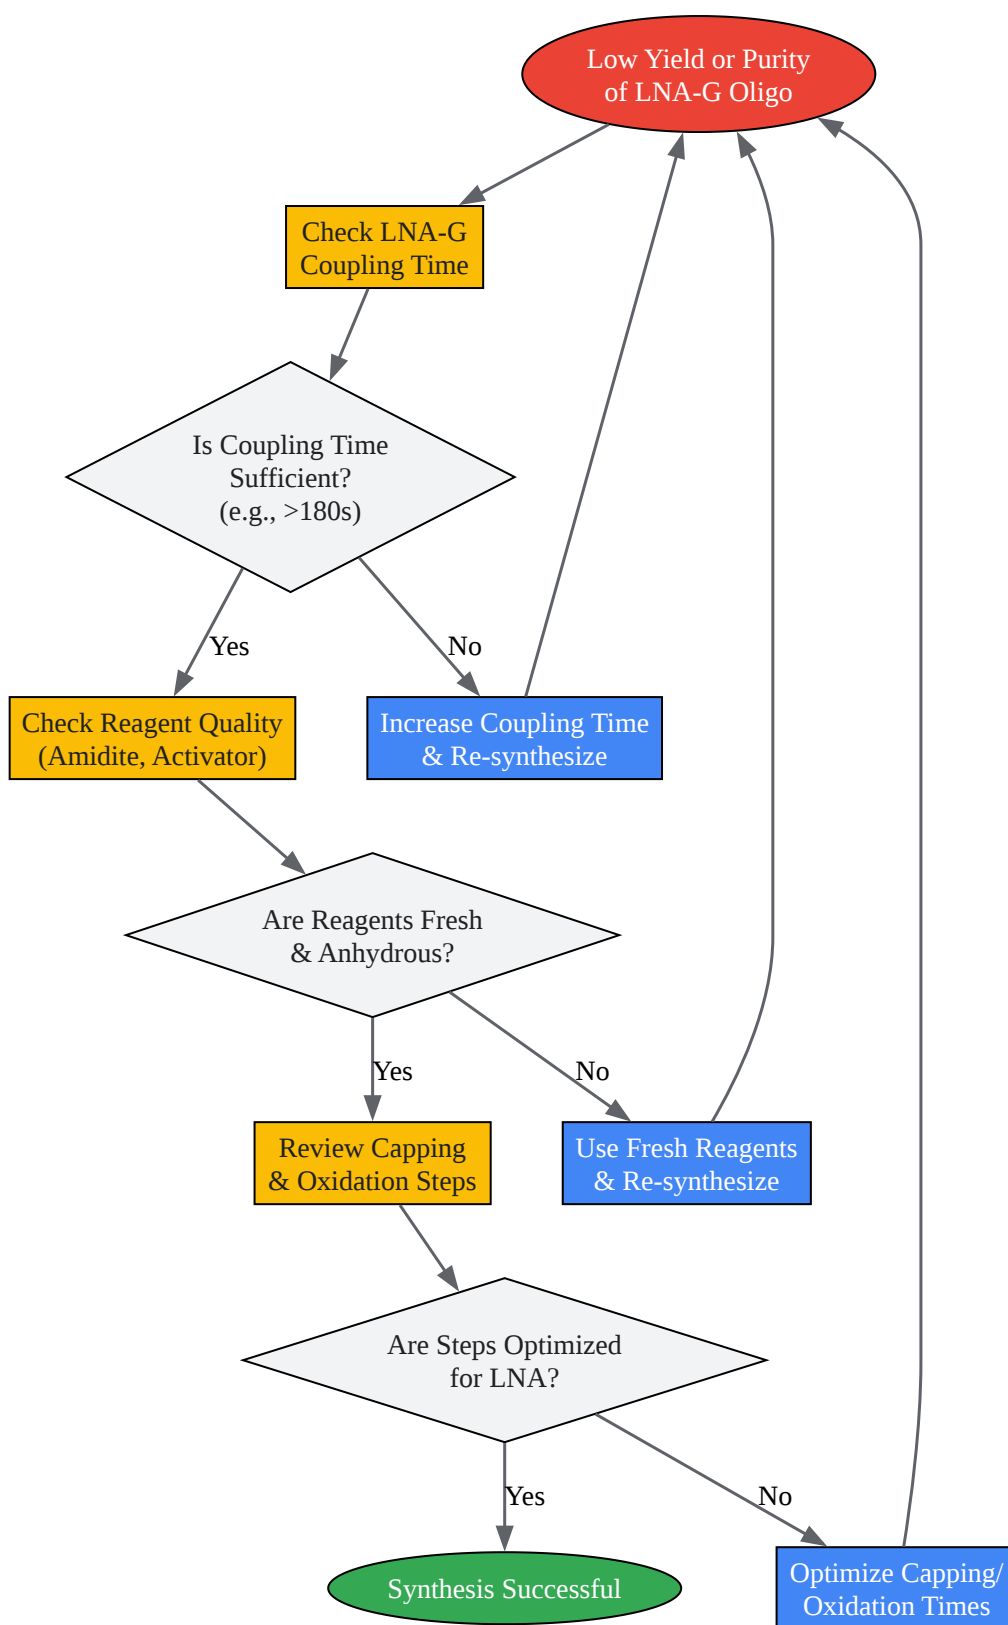 Low Yield or Purity
of LNA-G Oligo
Check LNA-G
Coupling Time
Is Coupling Time
Sufficient?
(e.g., >180s)
Yes
No
Check Reagent Quality
(Amidite, Activator)
Increase Coupling Time
& Re-synthesize
Are Reagents Fresh
& Anhydrous?
Yes
No
Review Capping
& Oxidation Steps
Use Fresh Reagents
& Re-synthesize
Are Steps Optimized
for LNA?
Yes
No
Synthesis Successful
Optimize Capping/
Oxidation Times